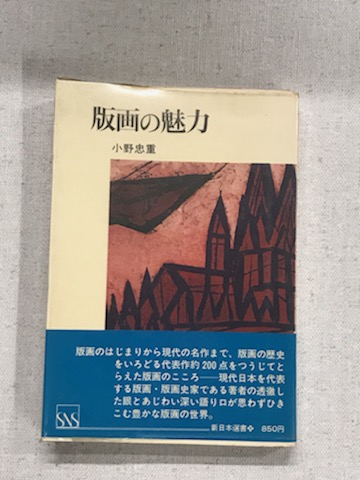 版画の魅力
小野忠重
版画のはじまりから現代の名作まで、版画の歴史
をいろどる代表作約200点をつうじてと
らえた版画のこころ──現代日本を代表
する版画・版画史家である著者の透徹し
た眼とあじわい深い語り口が思わずひき
こむ豊かな版画の世界。
SNS
新日本選書 850円